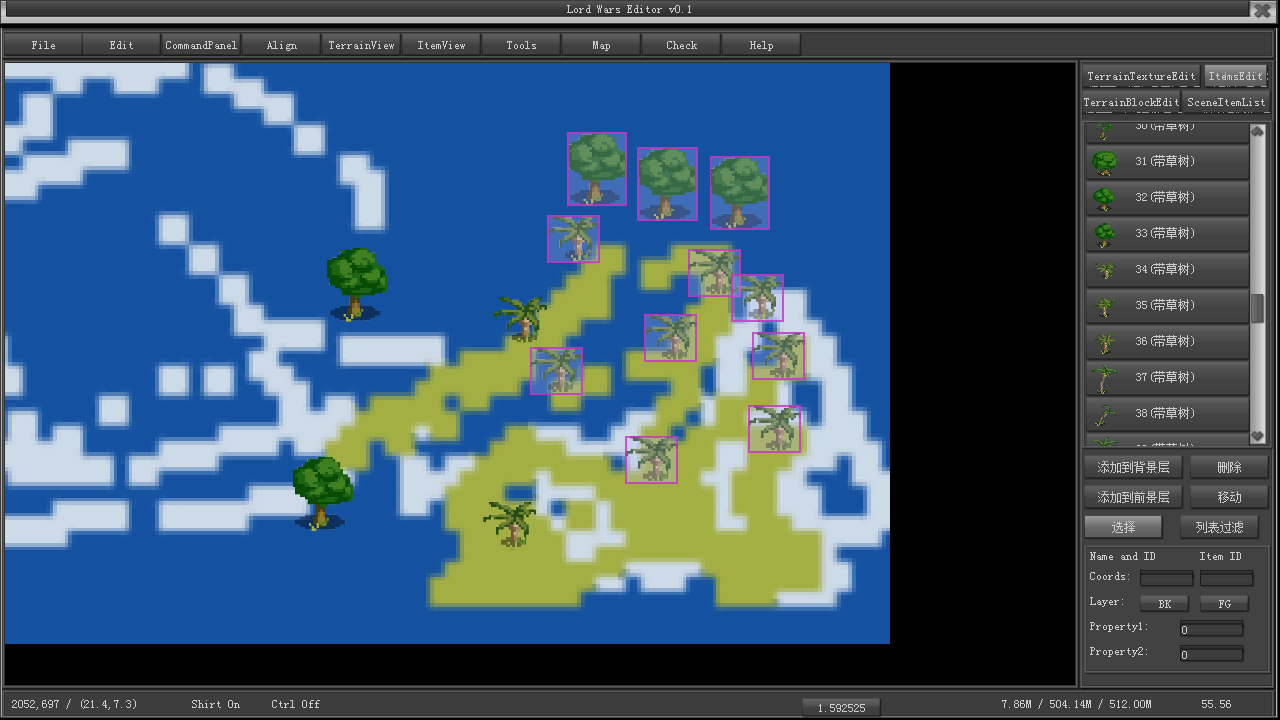 Lord Wars Editor v0.1
File Edit CommandPanel Align TerrainView ItemView Tools Map Check Help
TerrainTextureEdit ItemsEdit
TerrainBlockEdit SceneItemList
30(带草树)
31(带草树)
32(带草树)
33(带草树)
34(带草树)
35(带草树)
36(带草树)
37(带草树)
38(带草树)
添加到背景层 删除
添加到前景层 移动
选择 列表过滤
Name and ID Item ID
Coords:
Layer: BK FG
Property1: 0
Property2: 0
2052,697 / (21.4,7.3) Shirt On Ctrl Off 1.592525 7.86M / 504.14M / 512.00M 55.56